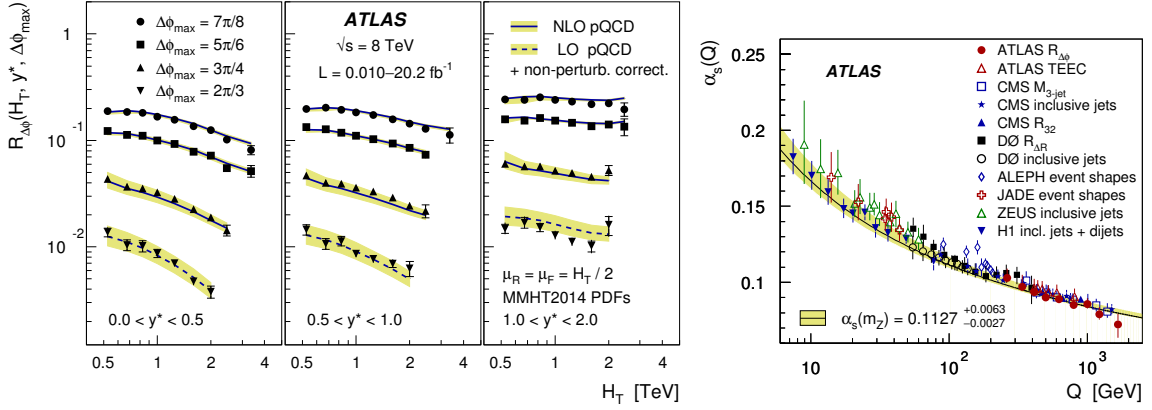 R_Δφ(H_T, y*, Δφ_max)
1
10⁻¹
10⁻²
Δφ_max = 7π/8
Δφ_max = 5π/6
Δφ_max = 3π/4
Δφ_max = 2π/3
0.0 < y* < 0.5
0.5 1 2 3 4
ATLAS
√s = 8 TeV
L = 0.010–20.2 fb⁻¹
0.5 < y* < 1.0
0.5 1 2 3 4
NLO pQCD
LO pQCD
+ non-perturb. correct.
μ_R = μ_F = H_T / 2
MMHT2014 PDFs
1.0 < y* < 2.0
0.5 1 2 3 4
H_T [TeV]
α_s(Q)
0.25
0.2
0.15
0.1
ATLAS
ATLAS R_Δφ
ATLAS TEEC
CMS M_3-jet
CMS inclusive jets
CMS R_32
DØ R_ΔR
DØ inclusive jets
ALEPH event shapes
JADE event shapes
ZEUS inclusive jets
H1 incl. jets + dijets
α_s(m_Z) = 0.1127 +0.0063 −0.0027
10 10² 10³
Q [GeV]